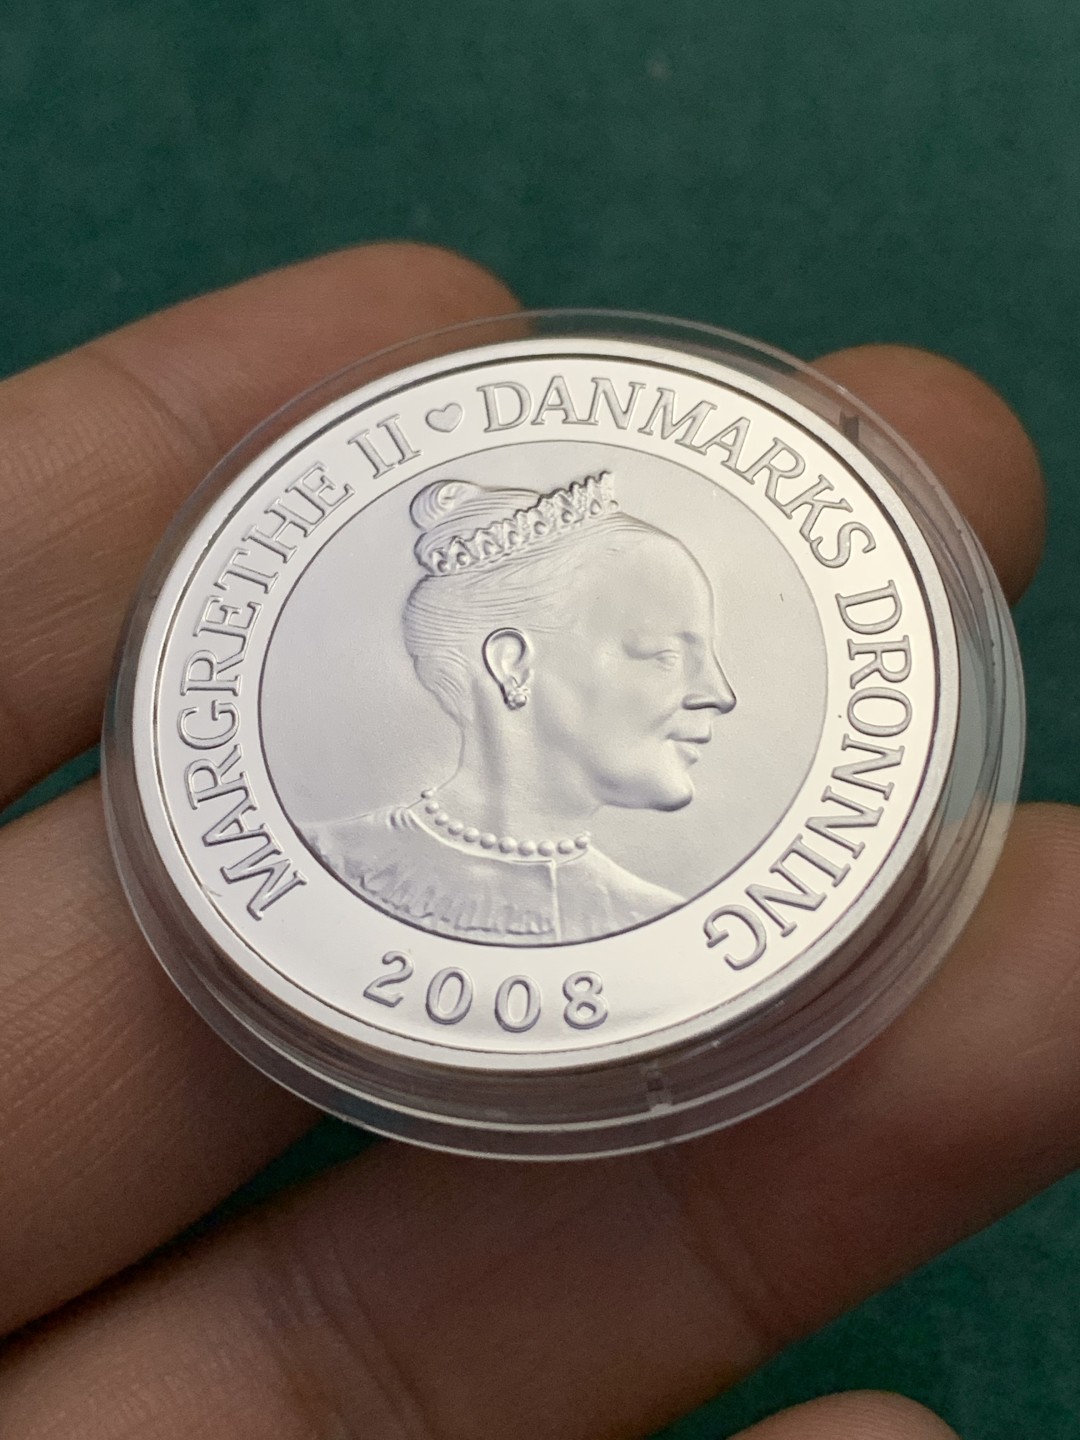 MARGRETHE II ♡ DANMARKS DRONNING
2008